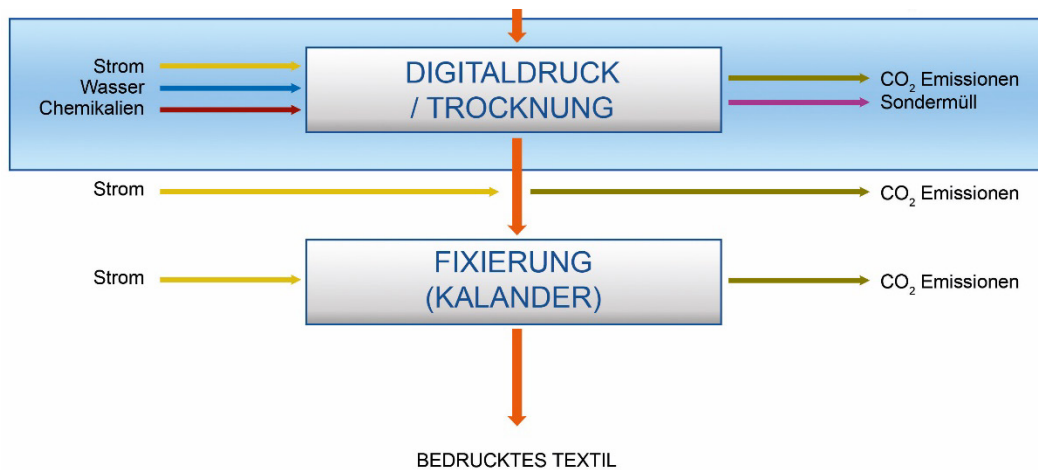 Strom
Wasser
Chemikalien
DIGITALDRUCK
/ TROCKNUNG
CO₂ Emissionen
Sondermüll
Strom
CO₂ Emissionen
Strom
FIXIERUNG
(KALANDER)
CO₂ Emissionen
BEDRUCKTES TEXTIL